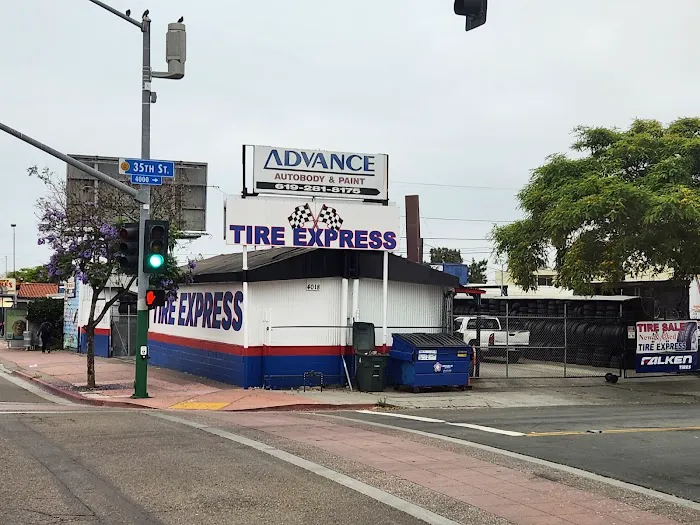 35TH ST.
4000 →
ADVANCE
AUTOBODY & PAINT
619-281-8175
TIRE EXPRESS
TIRE EXPRESS
4018
TIRE SALE
TIRE EXPRESS
FALKEN
TIRES